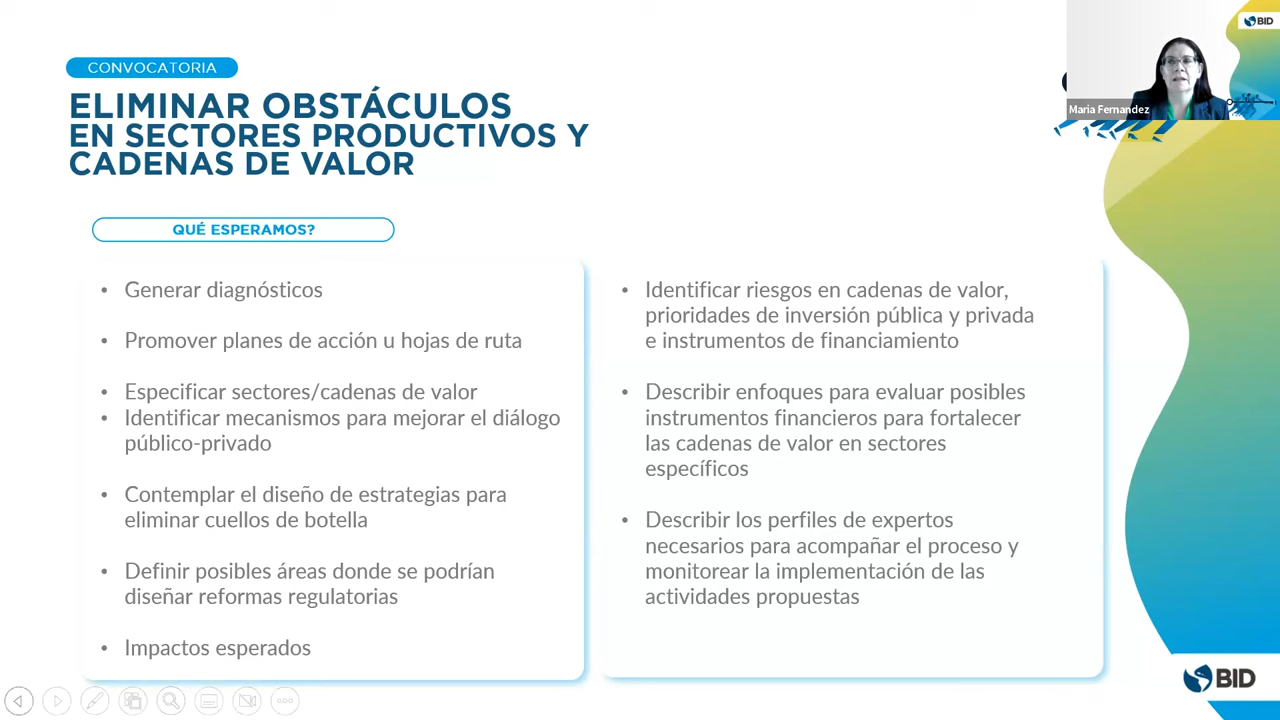 CONVOCATORIA
ELIMINAR OBSTÁCULOS
EN SECTORES PRODUCTIVOS Y
CADENAS DE VALOR
BID
Maria Fernandez
QUÉ ESPERAMOS?
• Generar diagnósticos
• Promover planes de acción u hojas de ruta
• Especificar sectores/cadenas de valor
• Identificar mecanismos para mejorar el diálogo
público-privado
• Contemplar el diseño de estrategias para
eliminar cuellos de botella
• Definir posibles áreas donde se podrían
diseñar reformas regulatorias
• Impactos esperados
• Identificar riesgos en cadenas de valor,
prioridades de inversión pública y privada
e instrumentos de financiamiento
• Describir enfoques para evaluar posibles
instrumentos financieros para fortalecer
las cadenas de valor en sectores
específicos
• Describir los perfiles de expertos
necesarios para acompañar el proceso y
monitorear la implementación de las
actividades propuestas
BID